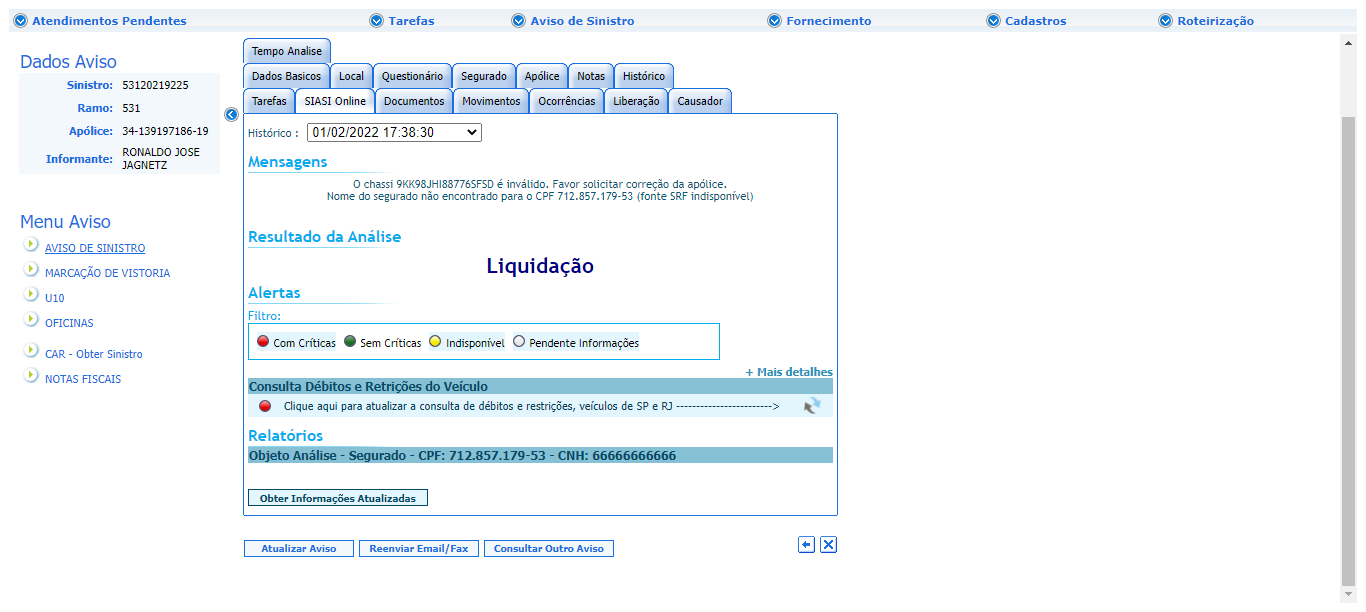 Atendimentos Pendentes Tarefas Aviso de Sinistro Fornecimento Cadastros Roteirização
Dados Aviso
Sinistro: 53120219225
Ramo: 531
Apólice: 34-139197186-19
Informante: RONALDO JOSE JAGNETZ
Menu Aviso
AVISO DE SINISTRO
MARCAÇÃO DE VISTORIA
U10
OFICINAS
CAR - Obter Sinistro
NOTAS FISCAIS
Tempo Analise
Dados Basicos Local Questionário Segurado Apólice Notas Histórico
Tarefas SIASI Online Documentos Movimentos Ocorrências Liberação Causador
Histórico : 01/02/2022 17:38:30
Mensagens
O chassi 9KK98JHI88776SFSD é inválido. Favor solicitar correção da apólice.
Nome do segurado não encontrado para o CPF 712.857.179-53 (fonte SRF indisponível)
Resultado da Análise
Liquidação
Alertas
Filtro:
Com Críticas Sem Críticas Indisponível Pendente Informações
+ Mais detalhes
Consulta Débitos e Retrições do Veículo
Clique aqui para atualizar a consulta de débitos e restrições, veículos de SP e RJ ------------------------>
Relatórios
Objeto Análise - Segurado - CPF: 712.857.179-53 - CNH: 66666666666
Obter Informações Atualizadas
Atualizar Aviso Reenviar Email/Fax Consultar Outro Aviso